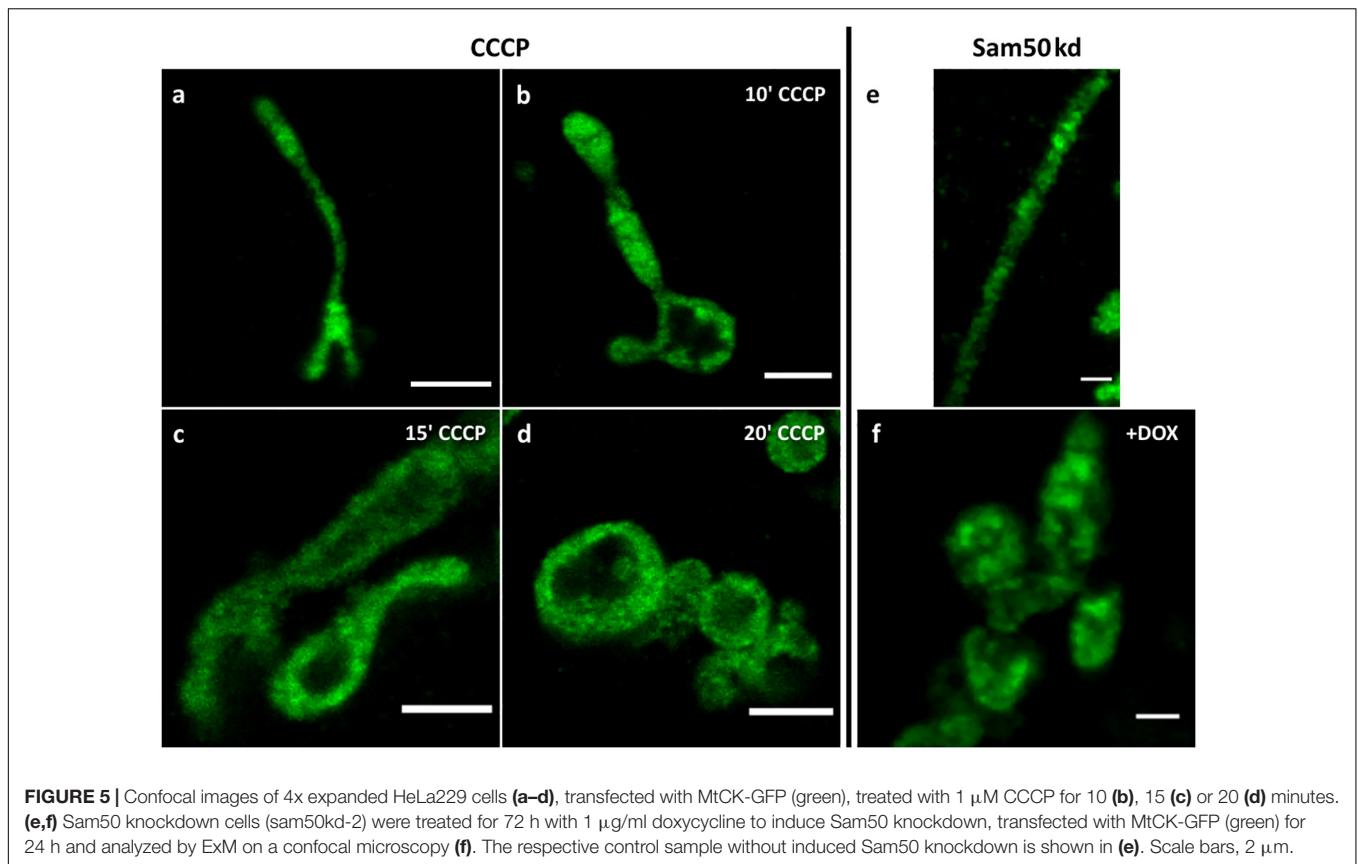 CCCP
Sam50 kd
a
b
10' CCCP
e
c
15' CCCP
d
20' CCCP
f
+DOX
FIGURE 5 | Confocal images of 4x expanded HeLa229 cells (a–d), transfected with MtCK-GFP (green), treated with 1 μM CCCP for 10 (b), 15 (c) or 20 (d) minutes.
(e,f) Sam50 knockdown cells (sam50kd-2) were treated for 72 h with 1 μg/ml doxycycline to induce Sam50 knockdown, transfected with MtCK-GFP (green) for
24 h and analyzed by ExM on a confocal microscopy (f). The respective control sample without induced Sam50 knockdown is shown in (e). Scale bars, 2 μm.